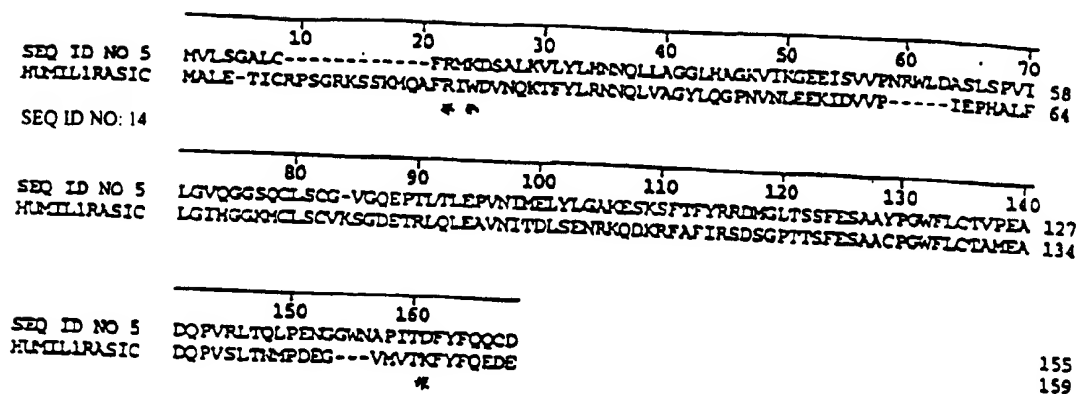 10 20 30 40 50 60 70
SEQ ID NO 5 MVLSGALC------------FRMKDSALKVLYLHNNQLLAGGLHAGKVIKGEEISVVPNRWLDASLSPVI 58
HUMIL1RASIC MALE-TICRPSGRKSSKMQAFRIWDVNQKTFYLRNNQLVAGYLQGPNVNLEEKIDVVP-----IEPHALF 64
SEQ ID NO: 14 * *
80 90 100 110 120 130 140
SEQ ID NO 5 LGVQGGSQCLSCG-VGQEPTLTLEPVNIMELYLGAKESKSFTFYRRDMGLTSSFESAAYPGWFLCTVPEA 127
HUMIL1RASIC LGIHGGKMCLSCVKSGDETRLQLEAVNITDLSENRKQDKRFAFIRSDSGPTTSFESAACPGWFLCTAMEA 134
150 160
SEQ ID NO 5 DQPVRLTQLPENGGWNAPITDFYFQQCD 155
HUMIL1RASIC DQPVSLTNMPDEG---VMVTKFYFQEDE 159
*